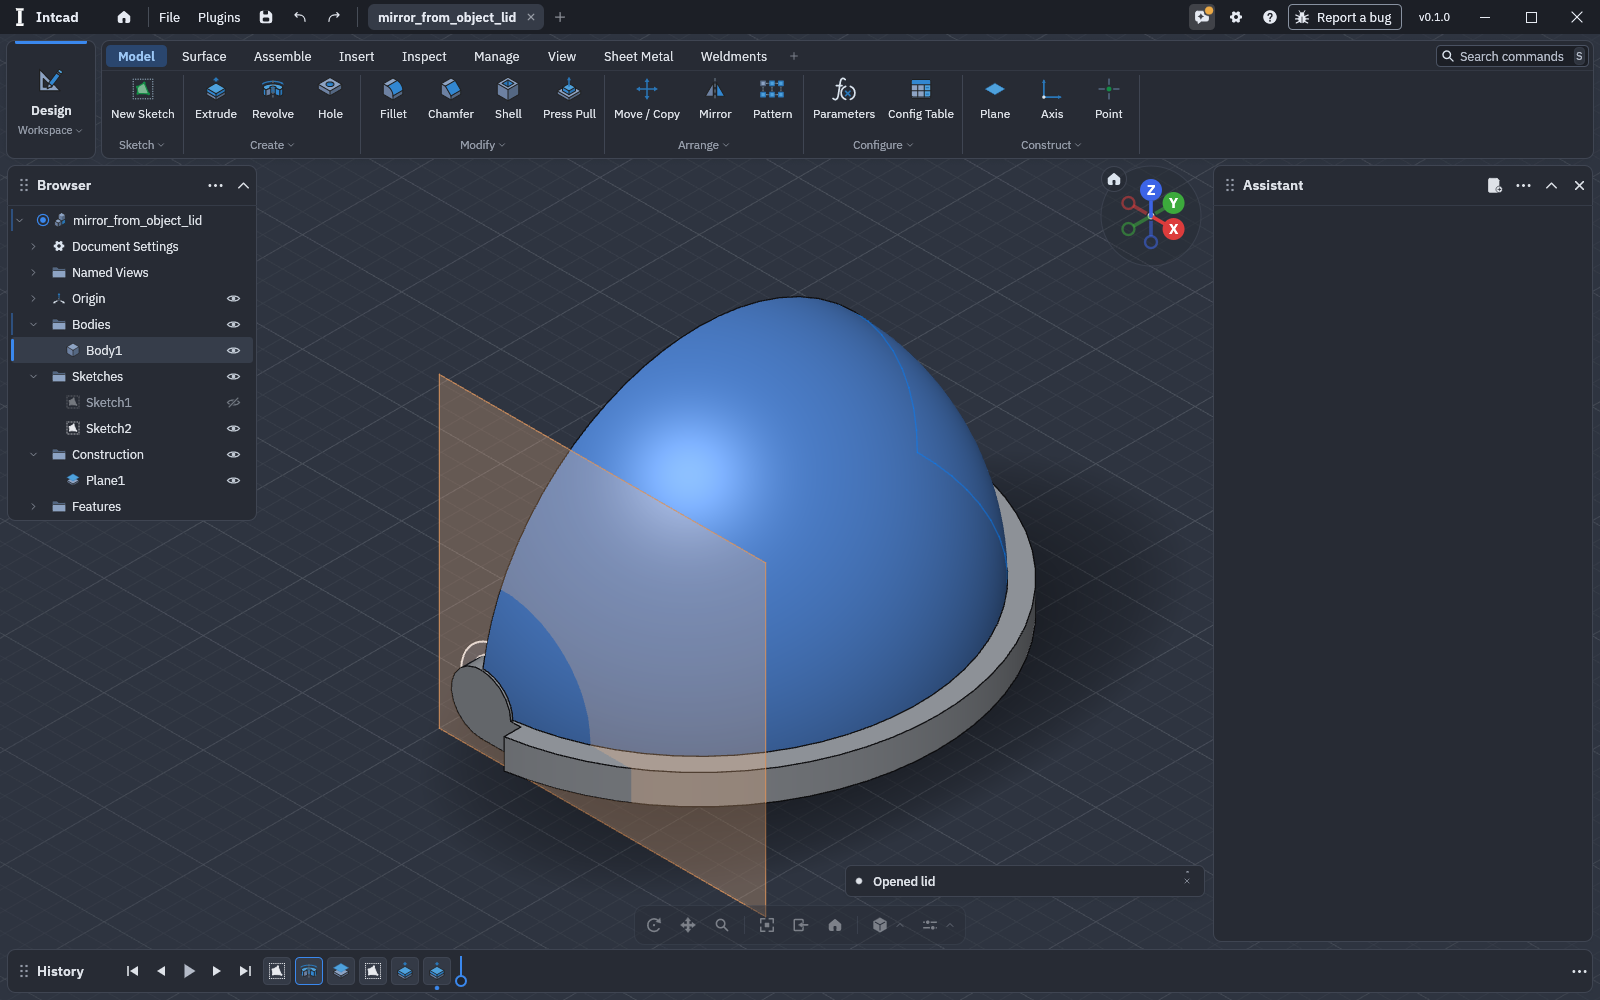 Intcad
File
Plugins
mirror_from_object_lid
Report a bug
v0.1.0
Design
Workspace
Model
Surface
Assemble
Insert
Inspect
Manage
View
Sheet Metal
Weldments
Search commands
S
New Sketch
Extrude
Revolve
Hole
Fillet
Chamfer
Shell
Press Pull
Move / Copy
Mirror
Pattern
Parameters
Config Table
Plane
Axis
Point
Sketch
Create
Modify
Arrange
Configure
Construct
Browser
mirror_from_object_lid
Document Settings
Named Views
Origin
Bodies
Body1
Sketches
Sketch1
Sketch2
Construction
Plane1
Features
Z
Y
X
Assistant
Opened lid
History